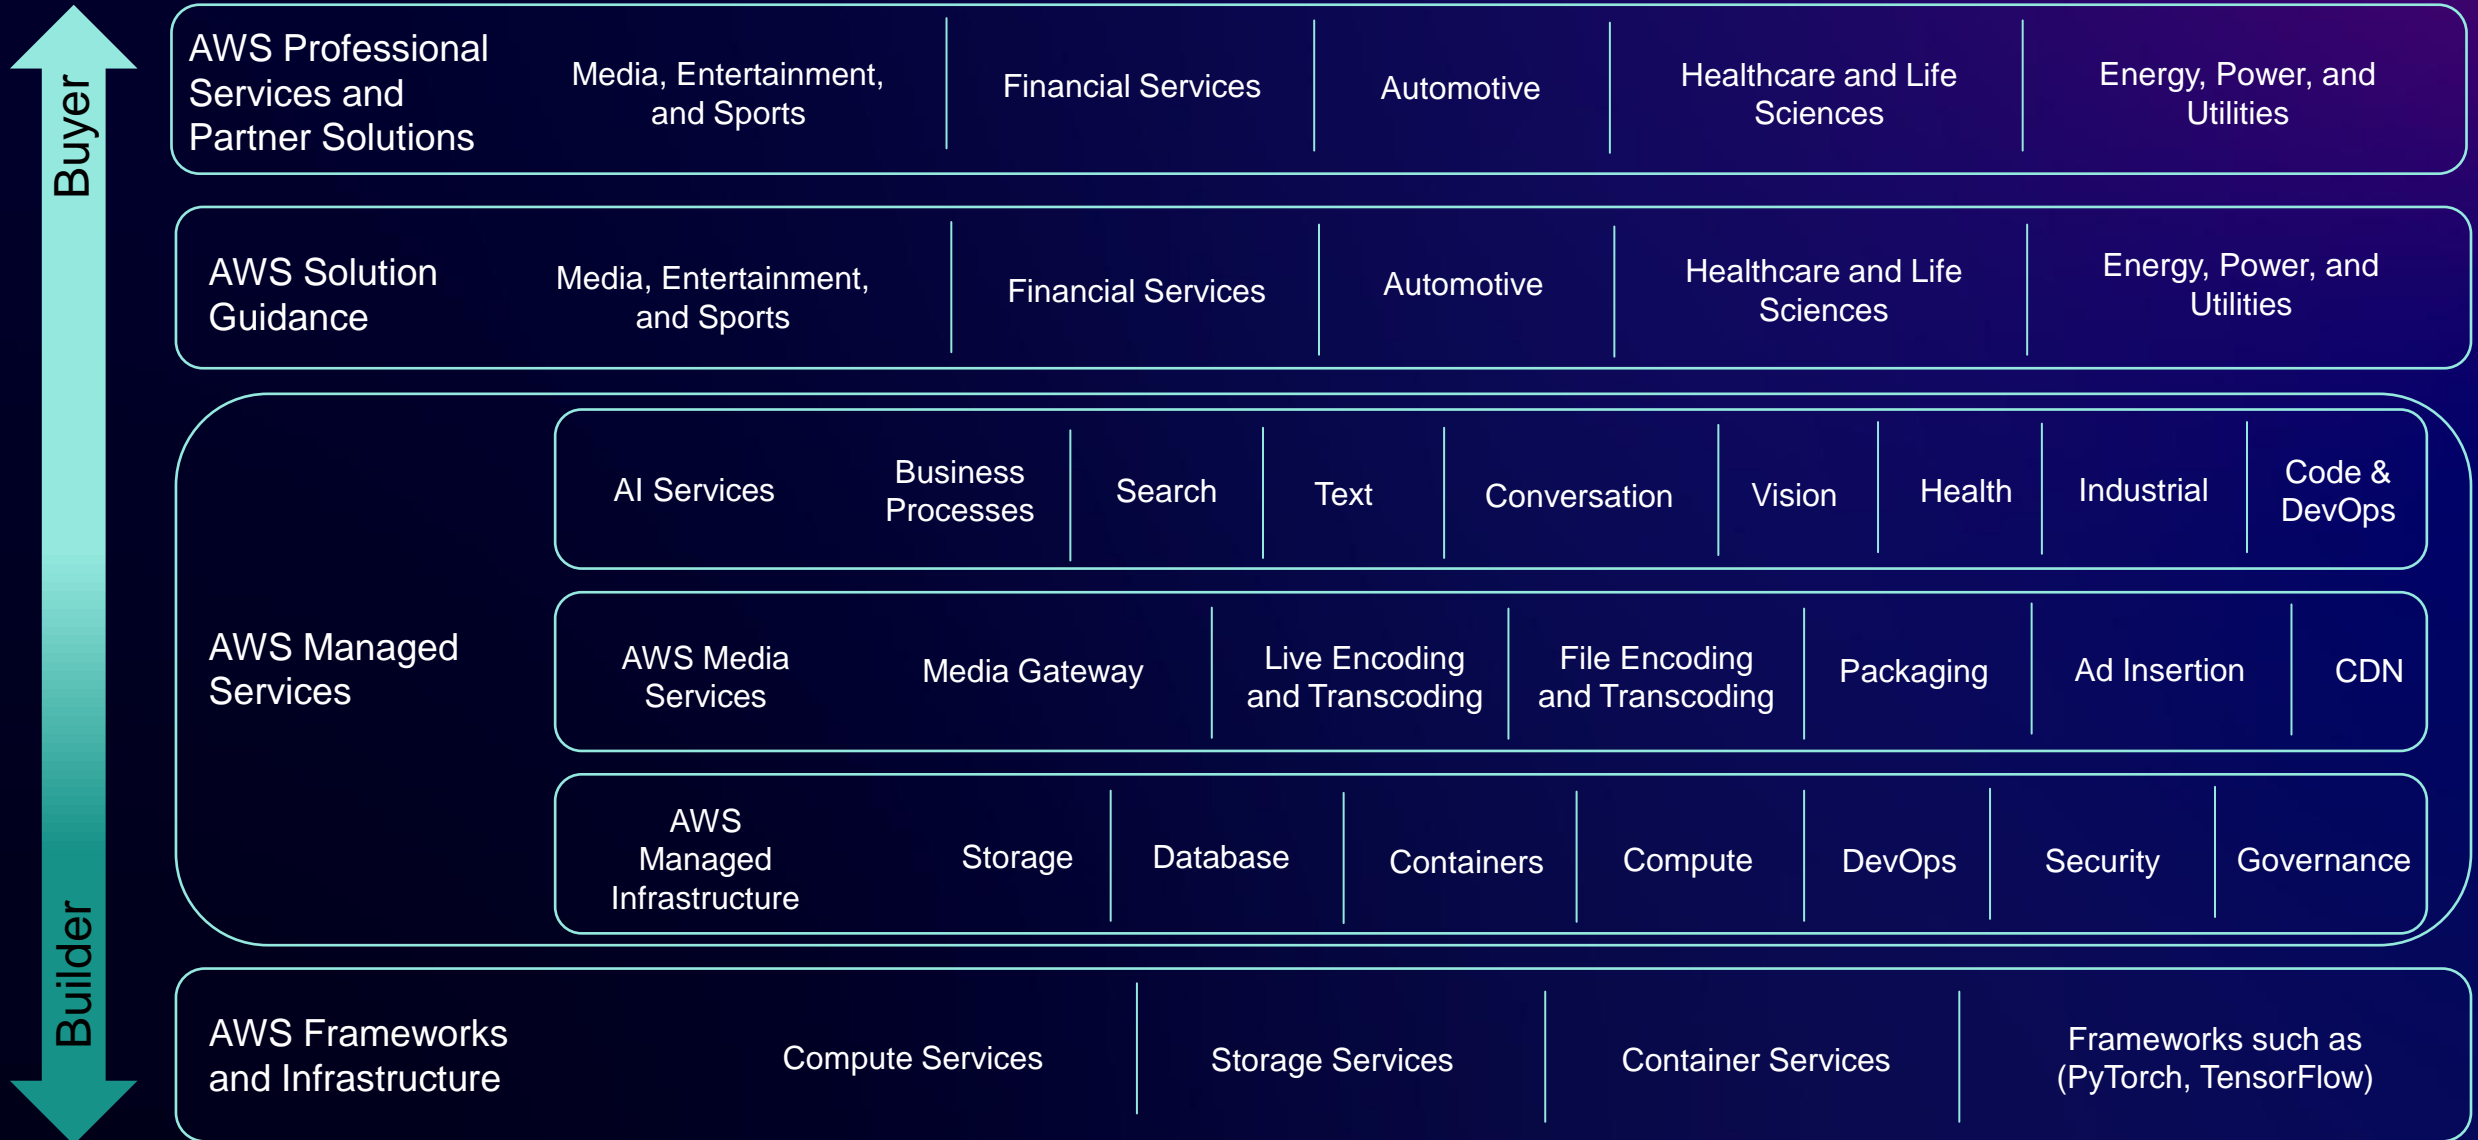 Buyer
AWS Professional
Services and
Partner Solutions
Media, Entertainment,
and Sports
Financial Services
Automotive
Healthcare and Life
Sciences
Energy, Power, and
Utilities
AWS Solution
Guidance
Media, Entertainment,
and Sports
Financial Services
Automotive
Healthcare and Life
Sciences
Energy, Power, and
Utilities
AWS Managed
Services
AI Services
Business
Processes
Search
Text
Conversation
Vision
Health
Industrial
Code &
DevOps
AWS Media
Services
Media Gateway
Live Encoding
and Transcoding
File Encoding
and Transcoding
Packaging
Ad Insertion
CDN
AWS
Managed
Infrastructure
Storage
Database
Containers
Compute
DevOps
Security
Governance
Builder
AWS Frameworks
and Infrastructure
Compute Services
Storage Services
Container Services
Frameworks such as
(PyTorch, TensorFlow)